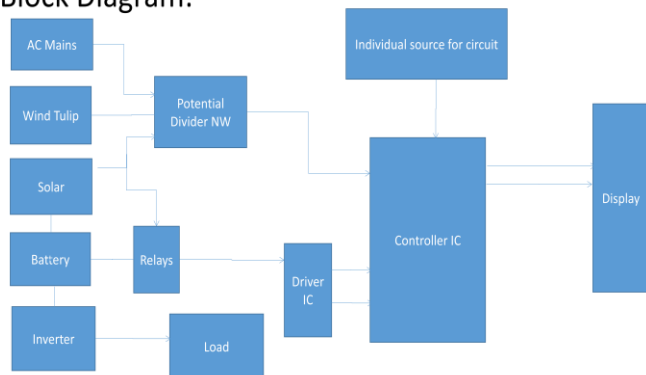 Block Diagram:
AC Mains
Individual source for circuit
Wind Tulip
Potential
Divider NW
Solar
Display
Battery
Relays
Controller IC
Driver
IC
Inverter
Load